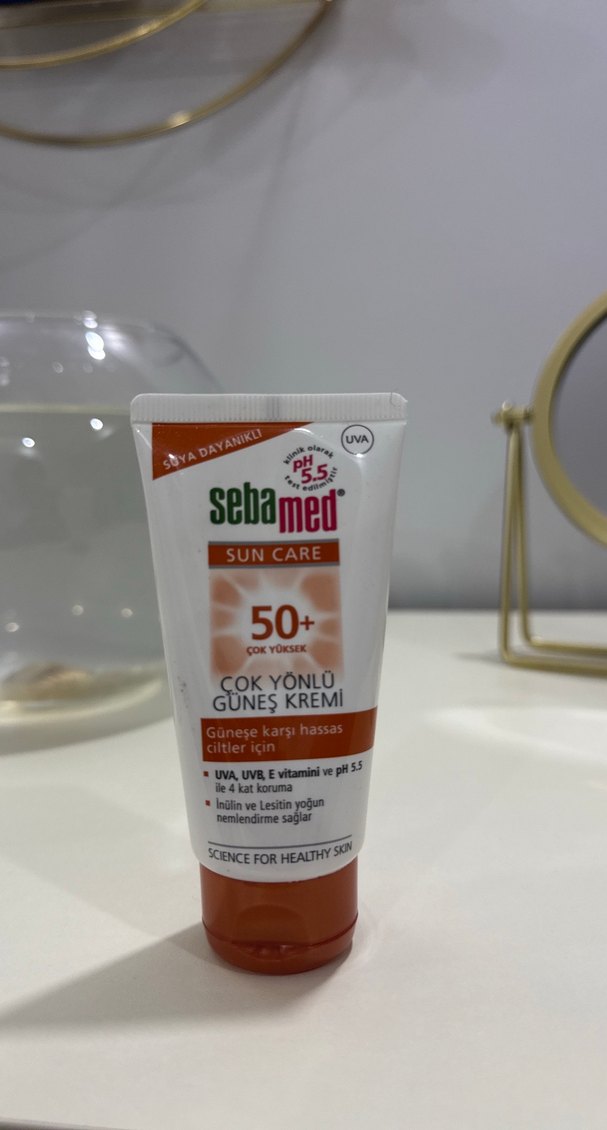 SUYA DAYANIKLI
UVA
klinik olarak
pH
5.5
test edilmiştir
sebamed®
SUN CARE
50+
ÇOK YÜKSEK
ÇOK YÖNLÜ
GÜNEŞ KREMİ
Güneşe karşı hassas
ciltler için
UVA, UVB, E vitamini ve pH 5.5
ile 4 kat koruma
İnülin ve Lesitin yoğun
nemlendirme sağlar
SCIENCE FOR HEALTHY SKIN